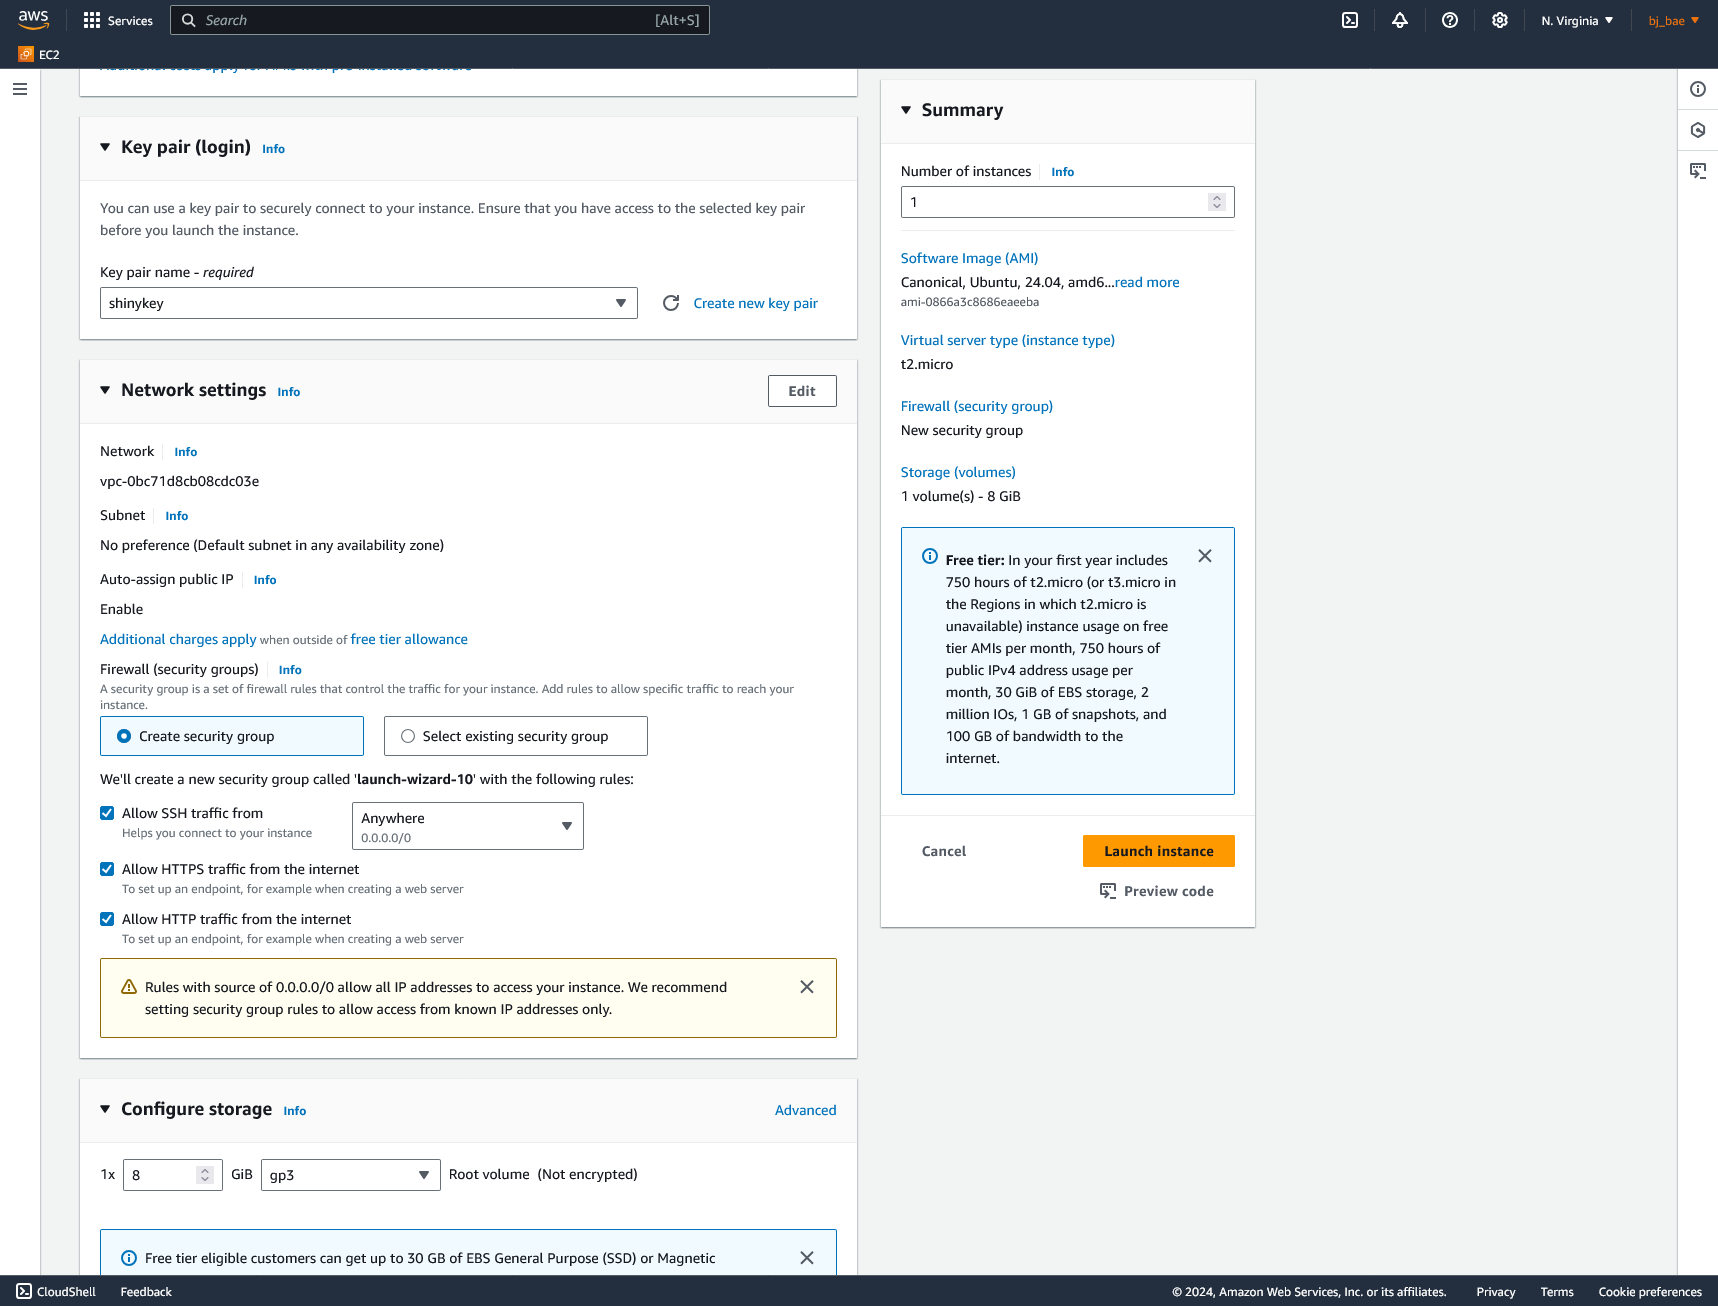 aws
Services
Search
[Alt+S]
N. Virginia
bj_bae
EC2
Additional costs apply for AMIs with pre-installed software
Key pair (login)
Info
You can use a key pair to securely connect to your instance. Ensure that you have access to the selected key pair
before you launch the instance.
Key pair name - required
shinykey
Create new key pair
Network settings
Info
Edit
Network
Info
vpc-0bc71d8cb08cdc03e
Subnet
Info
No preference (Default subnet in any availability zone)
Auto-assign public IP
Info
Enable
Additional charges apply when outside of free tier allowance
Firewall (security groups)
Info
A security group is a set of firewall rules that control the traffic for your instance. Add rules to allow specific traffic to reach your
instance.
Create security group
Select existing security group
We'll create a new security group called 'launch-wizard-10' with the following rules:
Allow SSH traffic from
Helps you connect to your instance
Anywhere
0.0.0.0/0
Allow HTTPS traffic from the internet
To set up an endpoint, for example when creating a web server
Allow HTTP traffic from the internet
To set up an endpoint, for example when creating a web server
Rules with source of 0.0.0.0/0 allow all IP addresses to access your instance. We recommend
setting security group rules to allow access from known IP addresses only.
Configure storage
Info
Advanced
1x
8
GiB
gp3
Root volume (Not encrypted)
Free tier eligible customers can get up to 30 GB of EBS General Purpose (SSD) or Magnetic
Summary
Number of instances
Info
1
Software Image (AMI)
Canonical, Ubuntu, 24.04, amd6...read more
ami-0866a3c8686eaeeba
Virtual server type (instance type)
t2.micro
Firewall (security group)
New security group
Storage (volumes)
1 volume(s) - 8 GiB
Free tier: In your first year includes
750 hours of t2.micro (or t3.micro in
the Regions in which t2.micro is
unavailable) instance usage on free
tier AMIs per month, 750 hours of
public IPv4 address usage per
month, 30 GiB of EBS storage, 2
million IOs, 1 GB of snapshots, and
100 GB of bandwidth to the
internet.
Cancel
Launch instance
Preview code
CloudShell
Feedback
© 2024, Amazon Web Services, Inc. or its affiliates.
Privacy
Terms
Cookie preferences